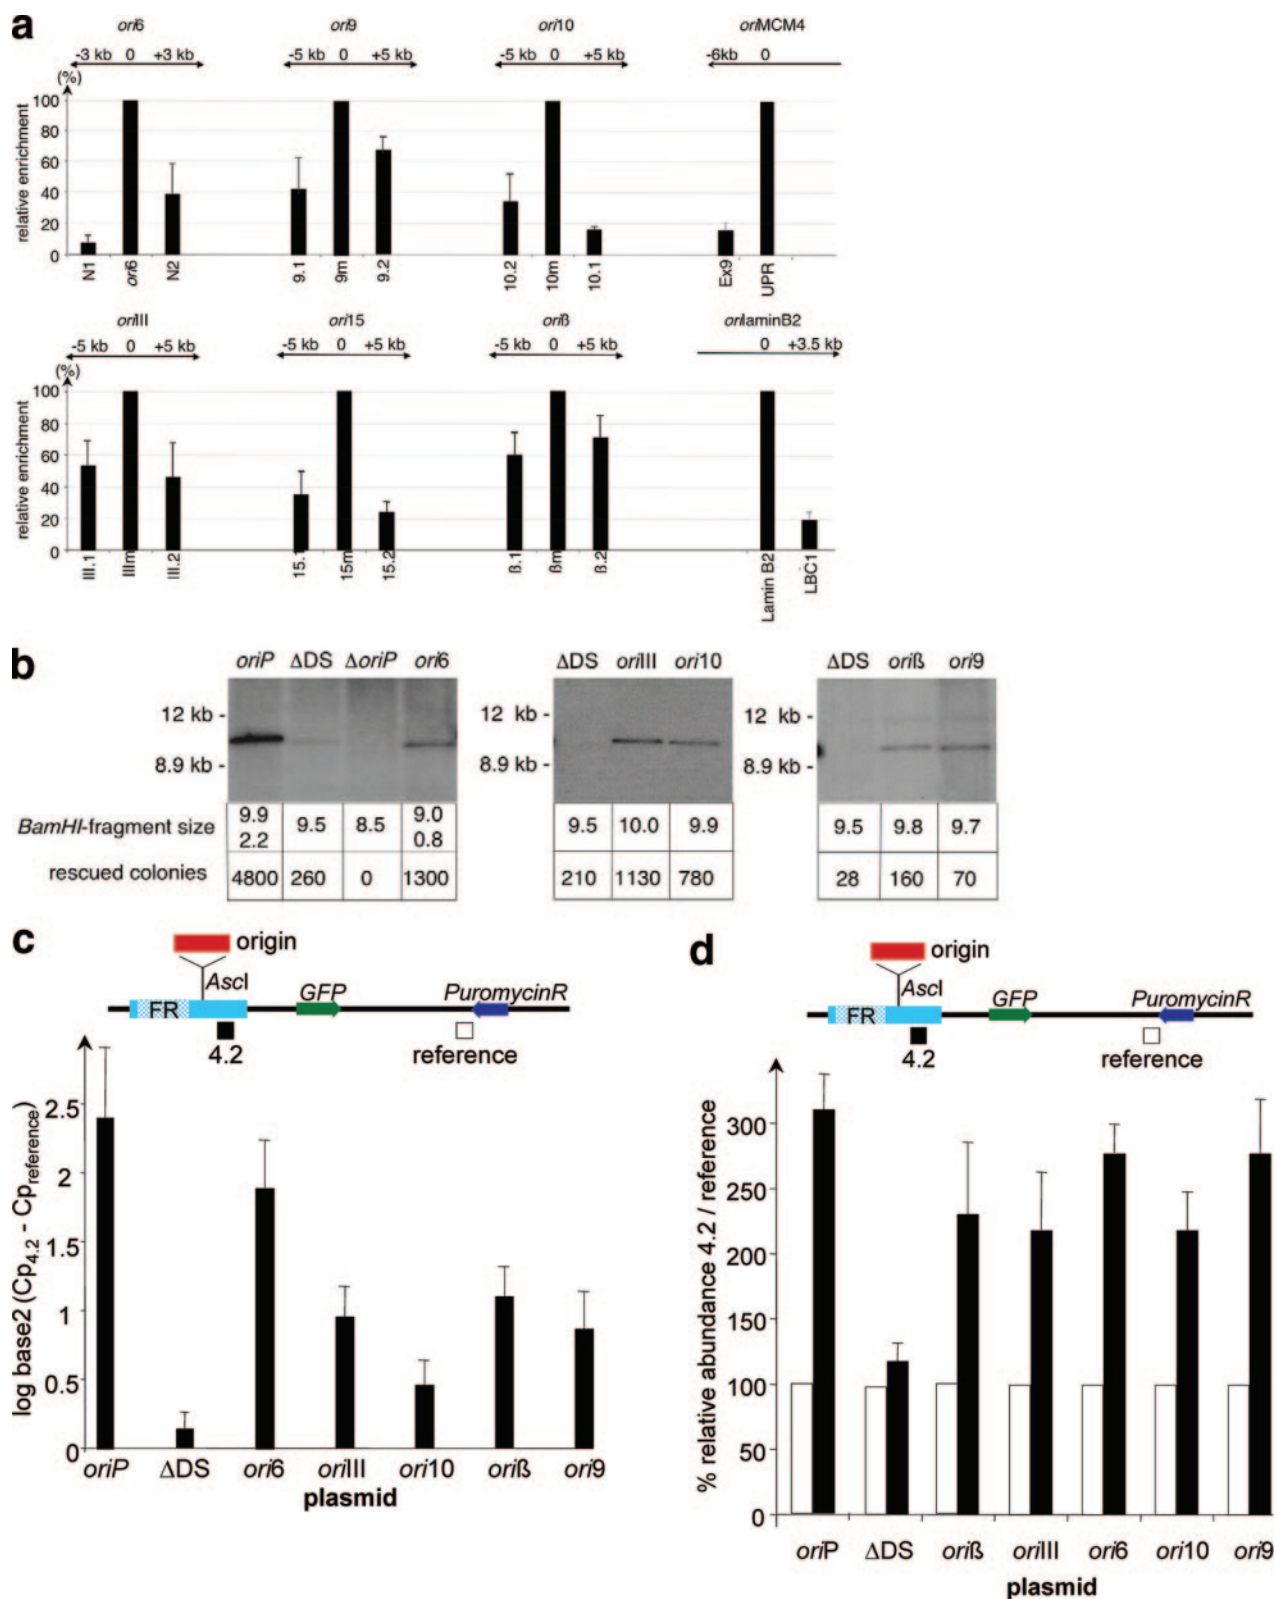 a
ori6 ori9 ori10 oriMCM4
-3 kb 0 +3 kb -5 kb 0 +5 kb -5 kb 0 +5 kb -6kb 0
(%)
relative enrichment
100
80
60
40
20
0
N1 ori6 N2 9.1 9m 9.2 10.2 10m 10.1 Ex9 UPR
oriIII ori15 oriß orilaminB2
-5 kb 0 +5 kb -5 kb 0 +5 kb -5 kb 0 +5 kb 0 +3.5 kb
(%)
relative enrichment
100
80
60
40
20
0
III.1 IIIm III.2 15.1 15m 15.2 ß.1 ßm ß.2 Lamin B2 LBC1
b
oriP ΔDS ΔoriP ori6 ΔDS oriIII ori10 ΔDS oriß ori9
12 kb - 12 kb - 12 kb -
8.9 kb - 8.9 kb - 8.9 kb -
BamHI-fragment size 9.9 2.2 9.5 8.5 9.0 0.8 9.5 10.0 9.9 9.5 9.8 9.7
rescued colonies 4800 260 0 1300 210 1130 780 28 160 70
c
origin
AscI
FR GFP PuromycinR
4.2 reference
log base2 (Cp4.2 - Cpreference)
2.5
2
1.5
1
0.5
0
oriP ΔDS ori6 oriIII ori10 oriß ori9
plasmid
d
origin
AscI
FR GFP PuromycinR
4.2 reference
% relative abundance 4.2 / reference
300
250
200
150
100
50
0
oriP ΔDS oriß oriIII ori6 ori10 ori9
plasmid